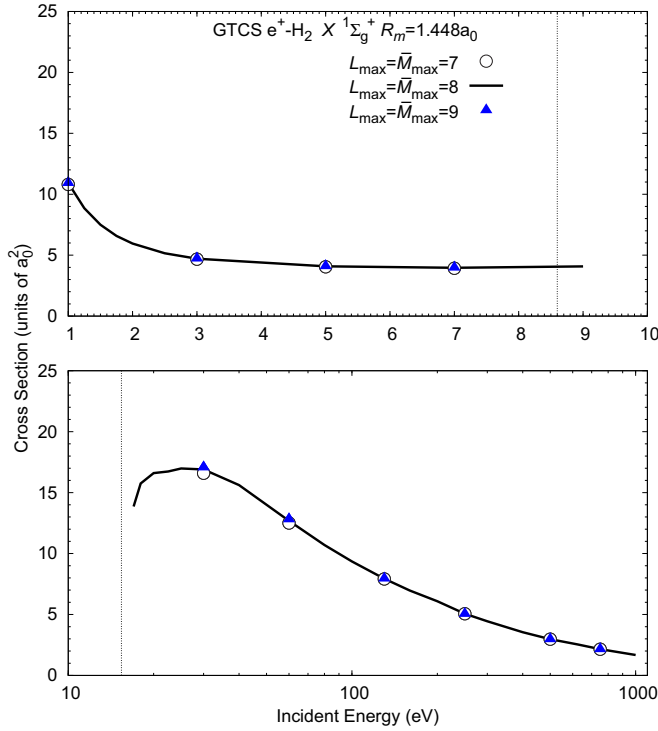 GTCS e⁺-H₂ X ¹Σg⁺ Rₘ=1.448a₀
Lmax=M̄max=7
Lmax=M̄max=8
Lmax=M̄max=9
25
20
15
10
5
0
1 2 3 4 5 6 7 8 9 10
Cross Section (units of a₀²)
25
20
15
10
5
0
10 100 1000
Incident Energy (eV)